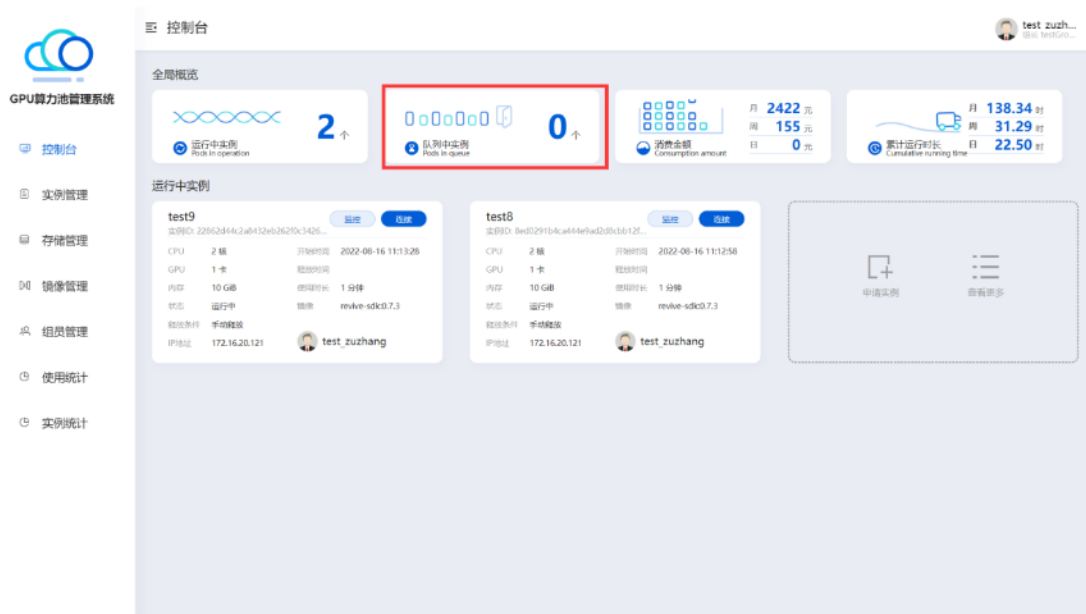 控制台
test_zuzh...
组长 testGro...
GPU算力池管理系统
控制台
实例管理
存储管理
镜像管理
组员管理
使用统计
实例统计
全局概览
运行中实例
Pods in operation
2 个
队列中实例
Pods in queue
0 个
消费金额
Consumption amount
月 2422 元
周 155 元
日 0 元
累计运行时长
Cumulative running time
月 138.34 时
周 31.29 时
日 22.50 时
运行中实例
test9
监控 连接
CPU 2 核 开始时间 2022-08-16 11:13:28
GPU 1 卡 释放时间
内存 10 GiB 使用时长 1 分钟
状态 运行中 镜像 revive-sdk:0.7.3
释放条件 手动释放
IP地址 172.16.20.121 test_zuzhang
test8
监控 连接
CPU 2 核 开始时间 2022-08-16 11:12:58
GPU 1 卡 释放时间
内存 10 GiB 使用时长 1 分钟
状态 运行中 镜像 revive-sdk:0.7.3
释放条件 手动释放
IP地址 172.16.20.121 test_zuzhang
申请实例
查看更多